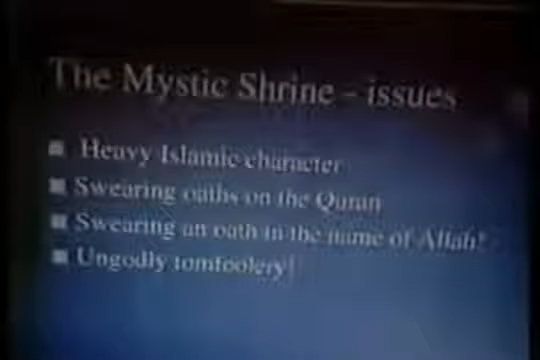 The Mystic Shrine - issues
Heavy Islamic character
Swearing oaths on the Quran
Swearing an oath in the name of Allah!
Ungodly tomfoolery!